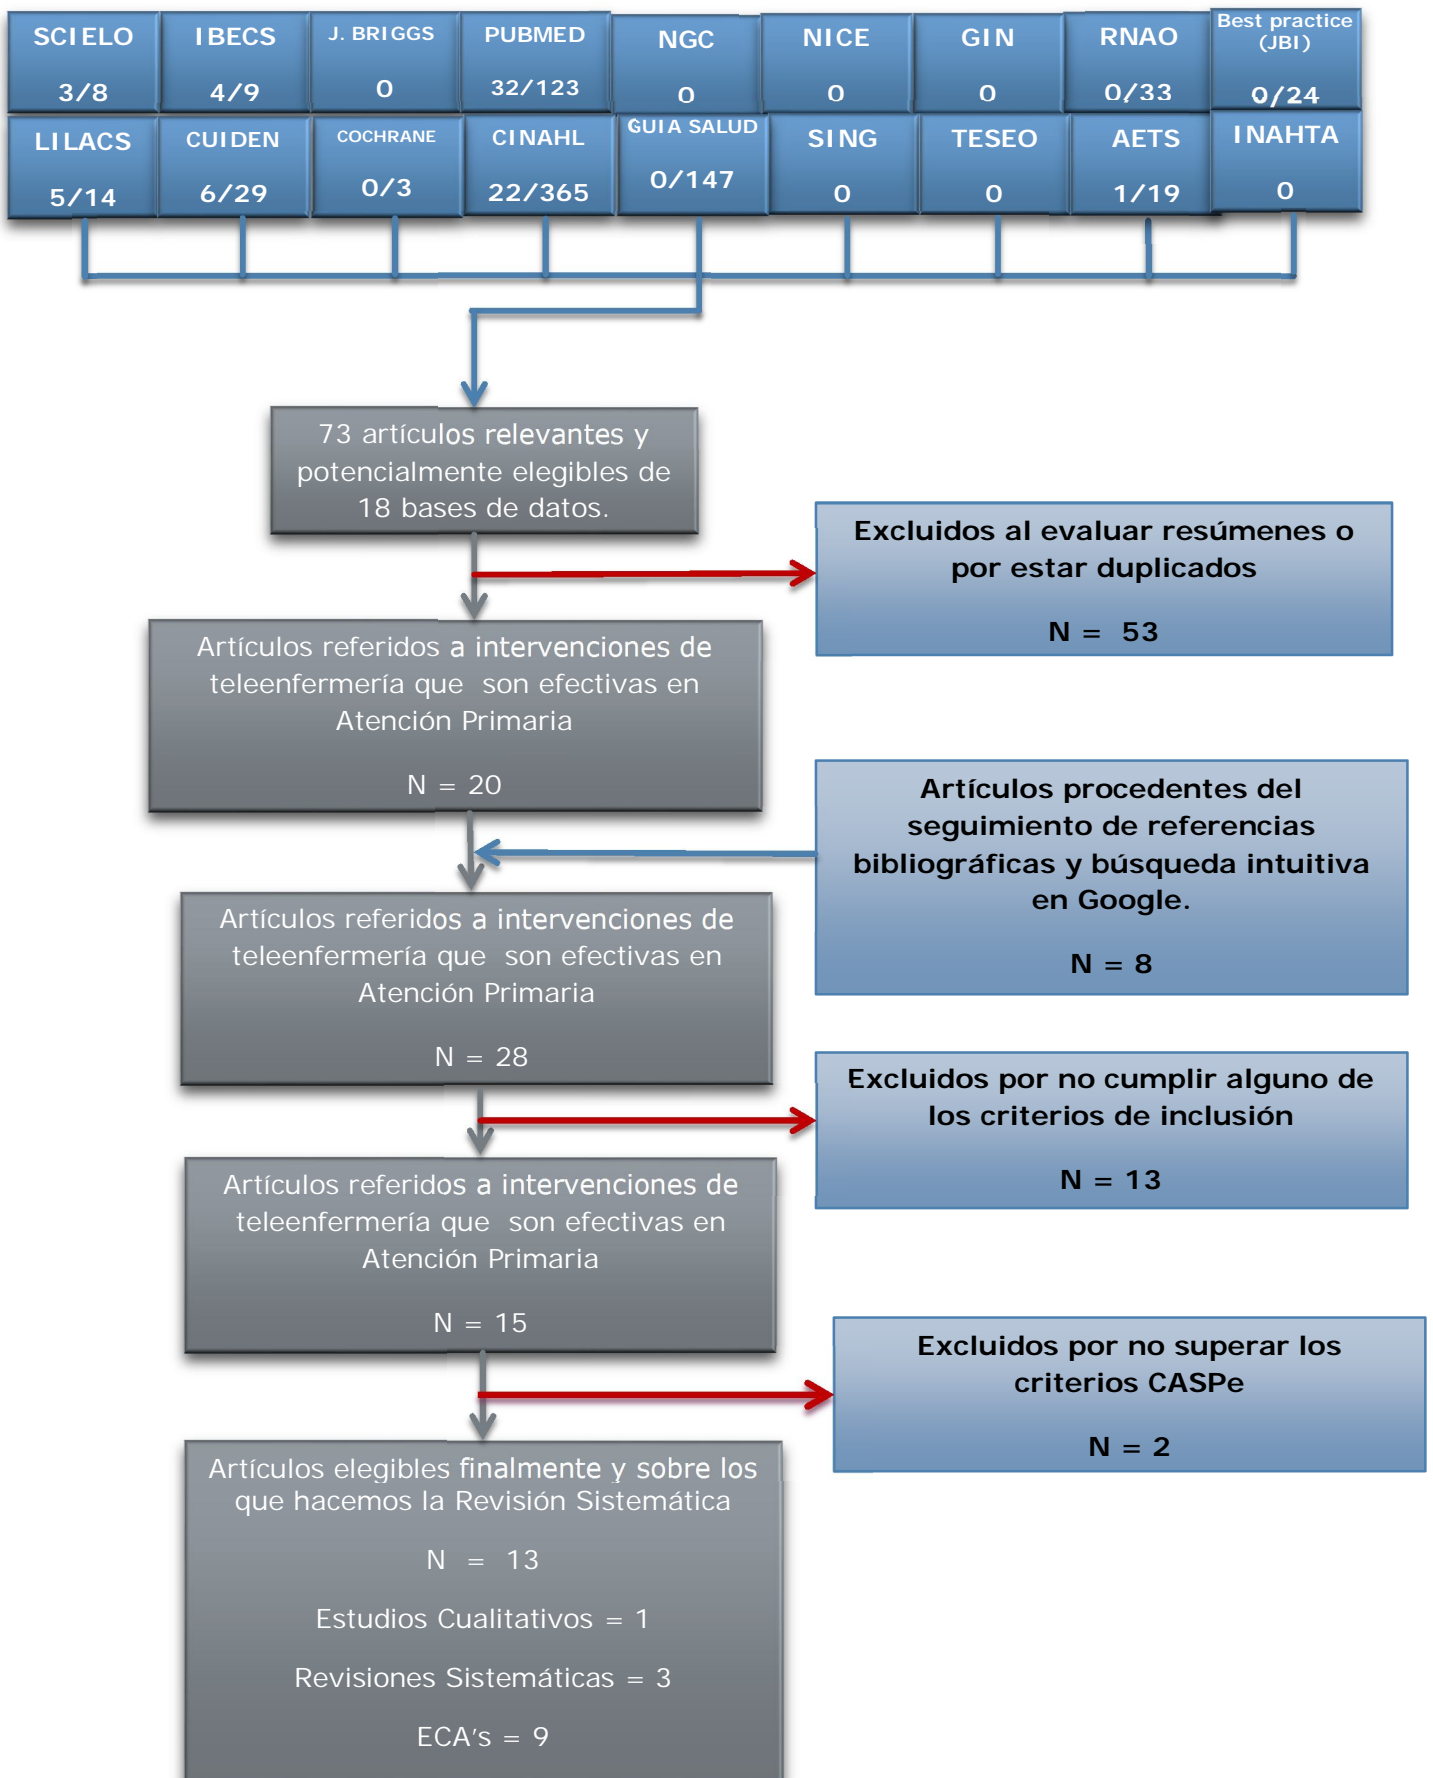 SCIELO
3/8
IBECS
4/9
J. BRIGGS
0
PUBMED
32/123
NGC
0
NICE
0
GIN
0
RNAO
0/33
Best practice
(JBI)
0/24
LILACS
5/14
CUIDEN
6/29
COCHRANE
0/3
CINAHL
22/365
GUIA SALUD
0/147
SING
0
TESEO
0
AETS
1/19
INAHTA
0
73 artículos relevantes y
potencialmente elegibles de
18 bases de datos.
Excluidos al evaluar resúmenes o
por estar duplicados
N = 53
Artículos referidos a intervenciones de
teleenfermería que son efectivas en
Atención Primaria
N = 20
Artículos procedentes del
seguimiento de referencias
bibliográficas y búsqueda intuitiva
en Google.
N = 8
Artículos referidos a intervenciones de
teleenfermería que son efectivas en
Atención Primaria
N = 28
Excluidos por no cumplir alguno de
los criterios de inclusión
N = 13
Artículos referidos a intervenciones de
teleenfermería que son efectivas en
Atención Primaria
N = 15
Excluidos por no superar los
criterios CASPe
N = 2
Artículos elegibles finalmente y sobre los
que hacemos la Revisión Sistemática
N = 13
Estudios Cualitativos = 1
Revisiones Sistemáticas = 3
ECA's = 9